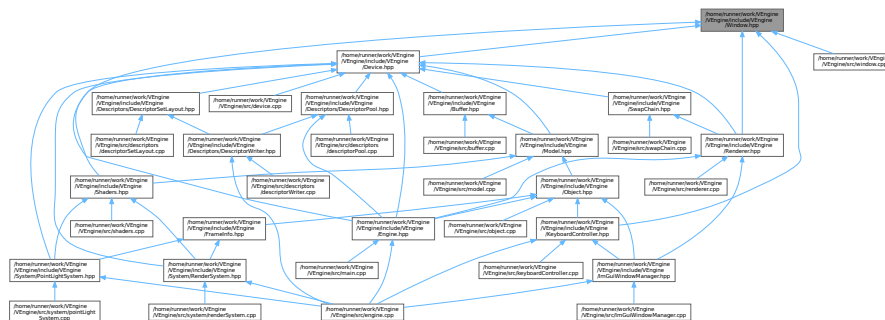 /home/runner/work/VEngine
/VEngine/include/VEngine
/Window.hpp
/home/runner/work/VEngine
/VEngine/include/VEngine
/Device.hpp
/home/runner/work/VEngine
/VEngine/src/window.cpp
/home/runner/work/VEngine
/VEngine/include/VEngine
/Descriptors/DescriptorSetLayout.hpp
/home/runner/work/VEngine
/VEngine/src/device.cpp
/home/runner/work/VEngine
/VEngine/include/VEngine
/Descriptors/DescriptorPool.hpp
/home/runner/work/VEngine
/VEngine/include/VEngine
/Buffer.hpp
/home/runner/work/VEngine
/VEngine/include/VEngine
/SwapChain.hpp
/home/runner/work/VEngine
/VEngine/src/descriptors
/descriptorSetLayout.cpp
/home/runner/work/VEngine
/VEngine/include/VEngine
/Descriptors/DescriptorWriter.hpp
/home/runner/work/VEngine
/VEngine/src/descriptors
/descriptorPool.cpp
/home/runner/work/VEngine
/VEngine/src/buffer.cpp
/home/runner/work/VEngine
/VEngine/include/VEngine
/Model.hpp
/home/runner/work/VEngine
/VEngine/src/swapChain.cpp
/home/runner/work/VEngine
/VEngine/include/VEngine
/Renderer.hpp
/home/runner/work/VEngine
/VEngine/include/VEngine
/Shaders.hpp
/home/runner/work/VEngine
/VEngine/src/descriptors
/descriptorWriter.cpp
/home/runner/work/VEngine
/VEngine/src/model.cpp
/home/runner/work/VEngine
/VEngine/include/VEngine
/Object.hpp
/home/runner/work/VEngine
/VEngine/src/renderer.cpp
/home/runner/work/VEngine
/VEngine/src/shaders.cpp
/home/runner/work/VEngine
/VEngine/include/VEngine
/FrameInfo.hpp
/home/runner/work/VEngine
/VEngine/include/VEngine
/Engine.hpp
/home/runner/work/VEngine
/VEngine/src/object.cpp
/home/runner/work/VEngine
/VEngine/include/VEngine
/KeyboardController.hpp
/home/runner/work/VEngine
/VEngine/include/VEngine
/System/PointLightSystem.hpp
/home/runner/work/VEngine
/VEngine/include/VEngine
/System/RenderSystem.hpp
/home/runner/work/VEngine
/VEngine/src/main.cpp
/home/runner/work/VEngine
/VEngine/src/keyboardController.cpp
/home/runner/work/VEngine
/VEngine/include/VEngine
/ImGuiWindowManager.hpp
/home/runner/work/VEngine
/VEngine/src/system/pointLight
System.cpp
/home/runner/work/VEngine
/VEngine/src/system/renderSystem.cpp
/home/runner/work/VEngine
/VEngine/src/engine.cpp
/home/runner/work/VEngine
/VEngine/src/ImGuiWindowManager.cpp